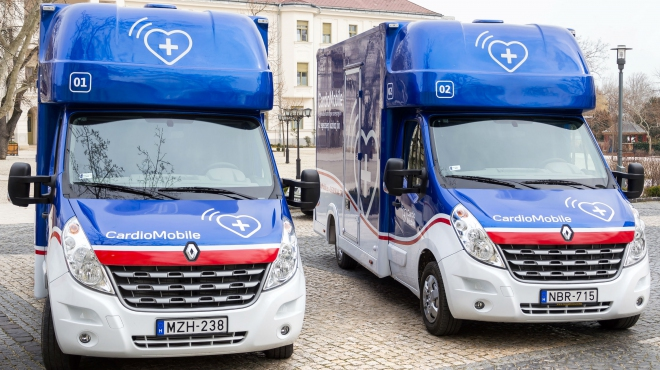 01
CardioMobile
H MZH-238
02
CardioMobile
H NBR-715